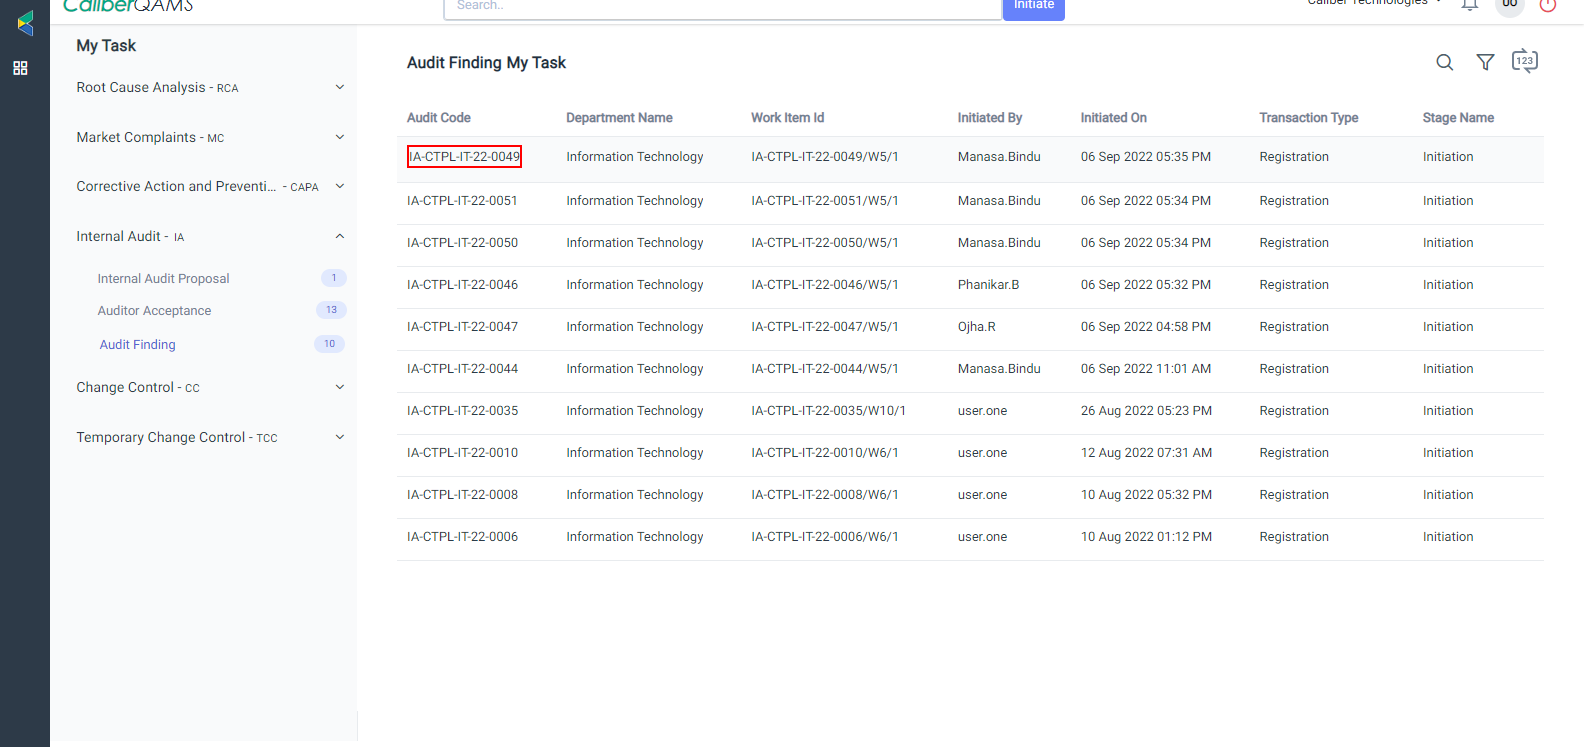 CaliberQAMS
Search..
Initiate
Caliber Technologies
UO
My Task
Root Cause Analysis - RCA
Market Complaints - MC
Corrective Action and Preventi... - CAPA
Internal Audit - IA
Internal Audit Proposal 1
Auditor Acceptance 13
Audit Finding 10
Change Control - CC
Temporary Change Control - TCC
Audit Finding My Task
123
Audit Code Department Name Work Item Id Initiated By Initiated On Transaction Type Stage Name
IA-CTPL-IT-22-0049 Information Technology IA-CTPL-IT-22-0049/W5/1 Manasa.Bindu 06 Sep 2022 05:35 PM Registration Initiation
IA-CTPL-IT-22-0051 Information Technology IA-CTPL-IT-22-0051/W5/1 Manasa.Bindu 06 Sep 2022 05:34 PM Registration Initiation
IA-CTPL-IT-22-0050 Information Technology IA-CTPL-IT-22-0050/W5/1 Manasa.Bindu 06 Sep 2022 05:34 PM Registration Initiation
IA-CTPL-IT-22-0046 Information Technology IA-CTPL-IT-22-0046/W5/1 Phanikar.B 06 Sep 2022 05:32 PM Registration Initiation
IA-CTPL-IT-22-0047 Information Technology IA-CTPL-IT-22-0047/W5/1 Ojha.R 06 Sep 2022 04:58 PM Registration Initiation
IA-CTPL-IT-22-0044 Information Technology IA-CTPL-IT-22-0044/W5/1 Manasa.Bindu 06 Sep 2022 11:01 AM Registration Initiation
IA-CTPL-IT-22-0035 Information Technology IA-CTPL-IT-22-0035/W10/1 user.one 26 Aug 2022 05:23 PM Registration Initiation
IA-CTPL-IT-22-0010 Information Technology IA-CTPL-IT-22-0010/W6/1 user.one 12 Aug 2022 07:31 AM Registration Initiation
IA-CTPL-IT-22-0008 Information Technology IA-CTPL-IT-22-0008/W6/1 user.one 10 Aug 2022 05:32 PM Registration Initiation
IA-CTPL-IT-22-0006 Information Technology IA-CTPL-IT-22-0006/W6/1 user.one 10 Aug 2022 01:12 PM Registration Initiation